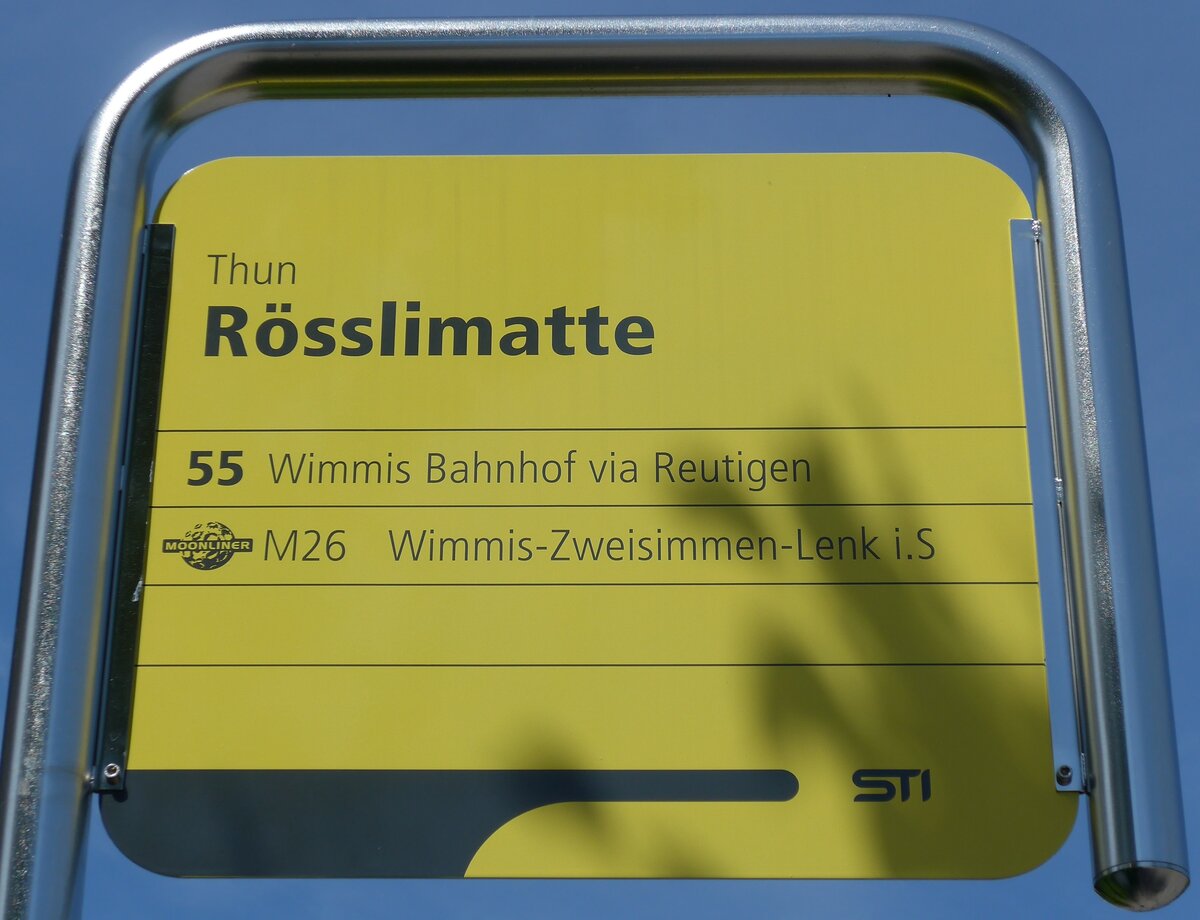 Thun
Rösslimatte
55 Wimmis Bahnhof via Reutigen
MOONLINER M26 Wimmis-Zweisimmen-Lenk i.S
STI